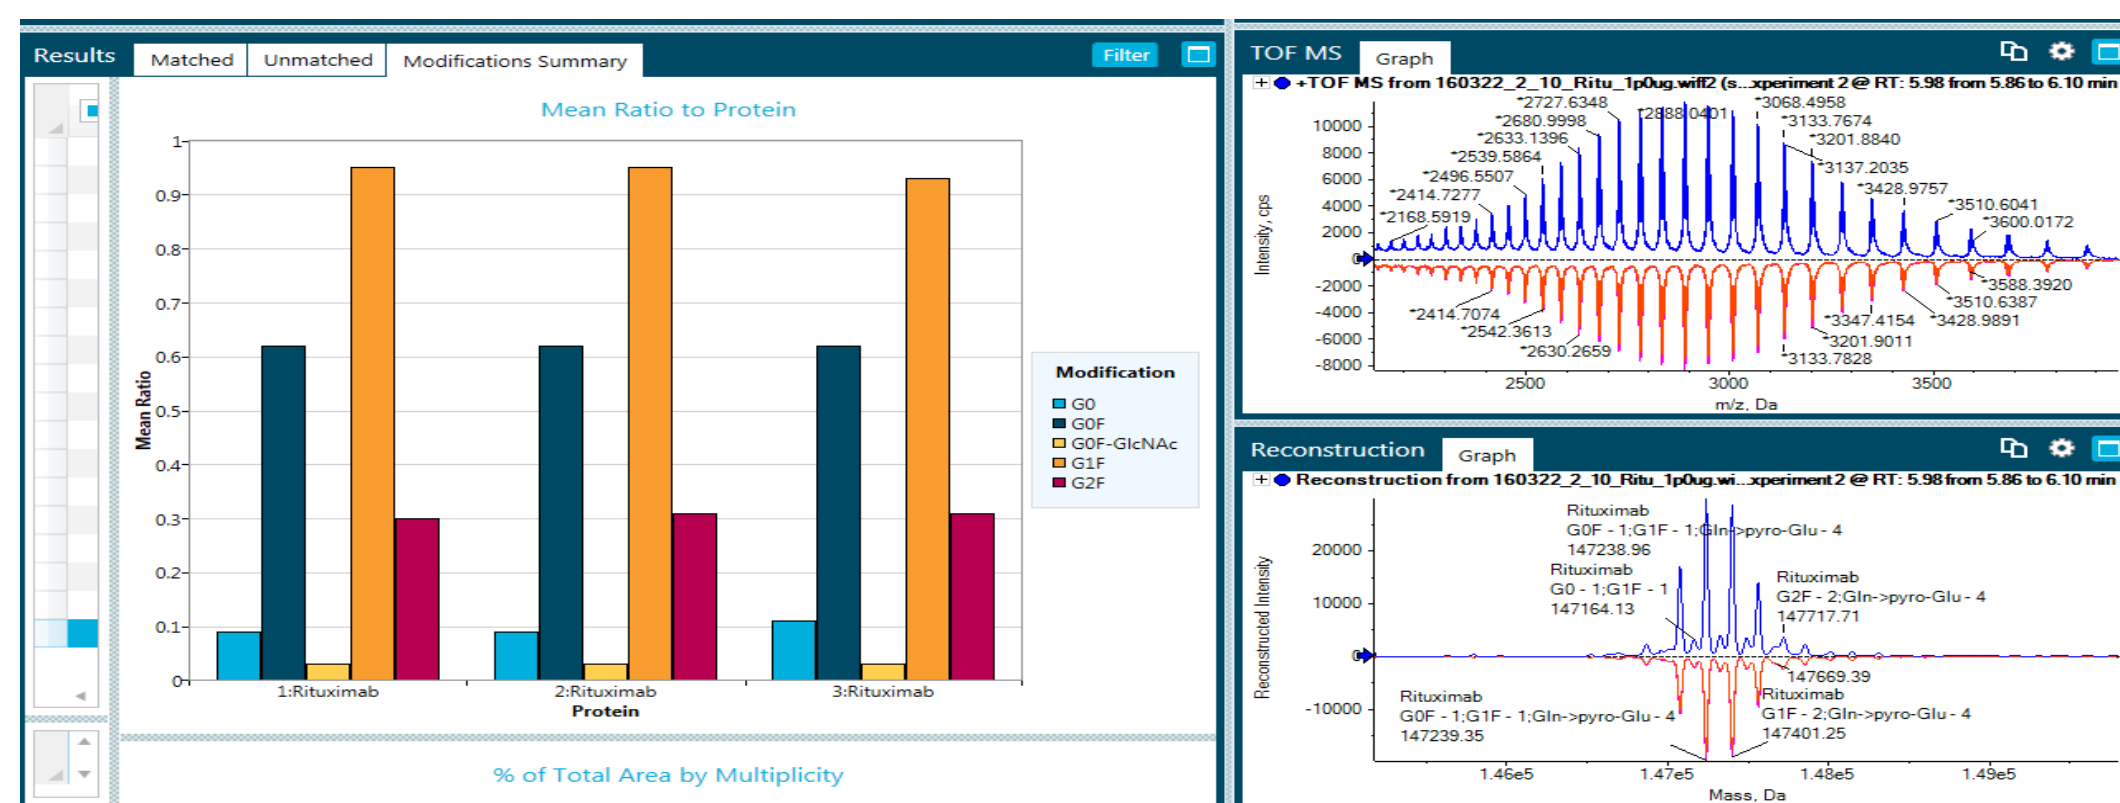 Results
Matched
Unmatched
Modifications Summary
Filter
Mean Ratio to Protein
1
0.9
0.8
0.7
0.6
0.5
0.4
0.3
0.2
0.1
0
Mean Ratio
1:Rituximab
2:Rituximab
3:Rituximab
Protein
Modification
G0
G0F
G0F-GlcNAc
G1F
G2F
% of Total Area by Multiplicity
TOF MS
Graph
+TOF MS from 160322_2_10_Ritu_1p0ug.wiff2 (s...xperiment 2 @ RT: 5.98 from 5.86 to 6.10 min
*2727.6348
*2888.0401
*3068.4958
*2680.9998
*3133.7674
*2633.1396
*3201.8840
*2539.5864
*3137.2035
*2496.5507
*3428.9757
*2414.7277
*3510.6041
*2168.5919
*3600.0172
10000
8000
6000
4000
2000
0
-2000
-4000
-6000
-8000
Intensity, cps
*3588.3920
*3510.6387
*2414.7074
*3347.4154
*3428.9891
*2542.3613
*3201.9011
*2630.2659
*3133.7828
2500
3000
3500
m/z, Da
Reconstruction
Graph
Reconstruction from 160322_2_10_Ritu_1p0ug.wi...xperiment 2 @ RT: 5.98 from 5.86 to 6.10 min
Rituximab
G0F - 1;G1F - 1;Gln->pyro-Glu - 4
147238.96
Rituximab
G0 - 1;G1F - 1
147164.13
Rituximab
G2F - 2;Gln->pyro-Glu - 4
147717.71
20000
10000
0
-10000
Reconstructed Intensity
147669.39
Rituximab
G0F - 1;G1F - 1;Gln->pyro-Glu - 4
147239.35
Rituximab
G1F - 2;Gln->pyro-Glu - 4
147401.25
1.46e5
1.47e5
1.48e5
1.49e5
Mass, Da